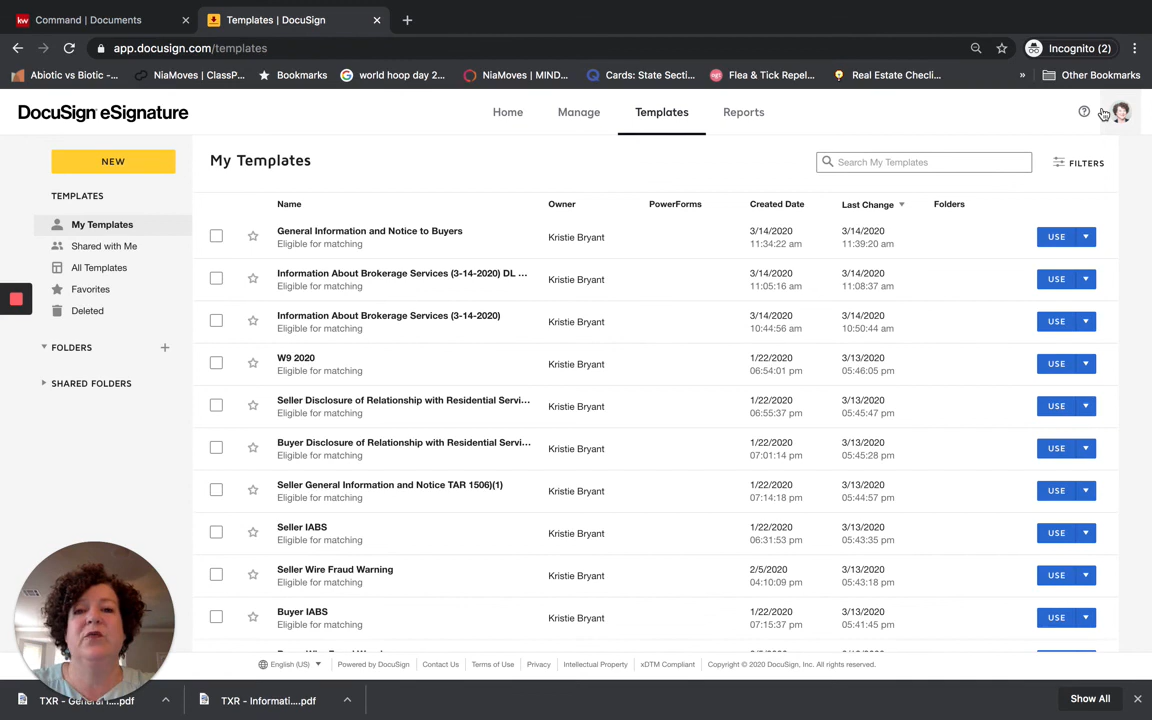 Command | Documents
Templates | DocuSign
app.docusign.com/templates
Incognito (2)
Abiotic vs Biotic -...
NiaMoves | ClassP...
Bookmarks
world hoop day 2...
NiaMoves | MIND...
Cards: State Secti...
Flea & Tick Repel...
Real Estate Checli...
» Other Bookmarks
DocuSign eSignature
Home
Manage
Templates
Reports
NEW
TEMPLATES
My Templates
Shared with Me
All Templates
Favorites
Deleted
FOLDERS
SHARED FOLDERS
My Templates
Search My Templates
FILTERS
Name Owner PowerForms Created Date Last Change Folders
General Information and Notice to Buyers
Eligible for matching
Kristie Bryant
3/14/2020
11:34:22 am
3/14/2020
11:39:20 am
USE
Information About Brokerage Services (3-14-2020) DL ...
Eligible for matching
Kristie Bryant
3/14/2020
11:05:16 am
3/14/2020
11:08:37 am
USE
Information About Brokerage Services (3-14-2020)
Eligible for matching
Kristie Bryant
3/14/2020
10:44:56 am
3/14/2020
10:50:44 am
USE
W9 2020
Eligible for matching
Kristie Bryant
1/22/2020
06:54:01 pm
3/13/2020
05:46:05 pm
USE
Seller Disclosure of Relationship with Residential Servi...
Eligible for matching
Kristie Bryant
1/22/2020
06:55:37 pm
3/13/2020
05:45:47 pm
USE
Buyer Disclosure of Relationship with Residential Servi...
Eligible for matching
Kristie Bryant
1/22/2020
07:01:14 pm
3/13/2020
05:45:28 pm
USE
Seller General Information and Notice TAR 1506)(1)
Eligible for matching
Kristie Bryant
1/22/2020
07:14:18 pm
3/13/2020
05:44:57 pm
USE
Seller IABS
Eligible for matching
Kristie Bryant
1/22/2020
06:31:53 pm
3/13/2020
05:43:35 pm
USE
Seller Wire Fraud Warning
Eligible for matching
Kristie Bryant
2/5/2020
04:10:09 pm
3/13/2020
05:43:18 pm
USE
Buyer IABS
Eligible for matching
Kristie Bryant
1/22/2020
07:15:37 pm
3/13/2020
05:41:45 pm
USE
English (US)
Powered by DocuSign
Contact Us
Terms of Use
Privacy
Intellectual Property
xDTM Compliant
Copyright © 2020 DocuSign, Inc. All rights reserved.
TXR - General I....pdf
TXR - Informati....pdf
Show All